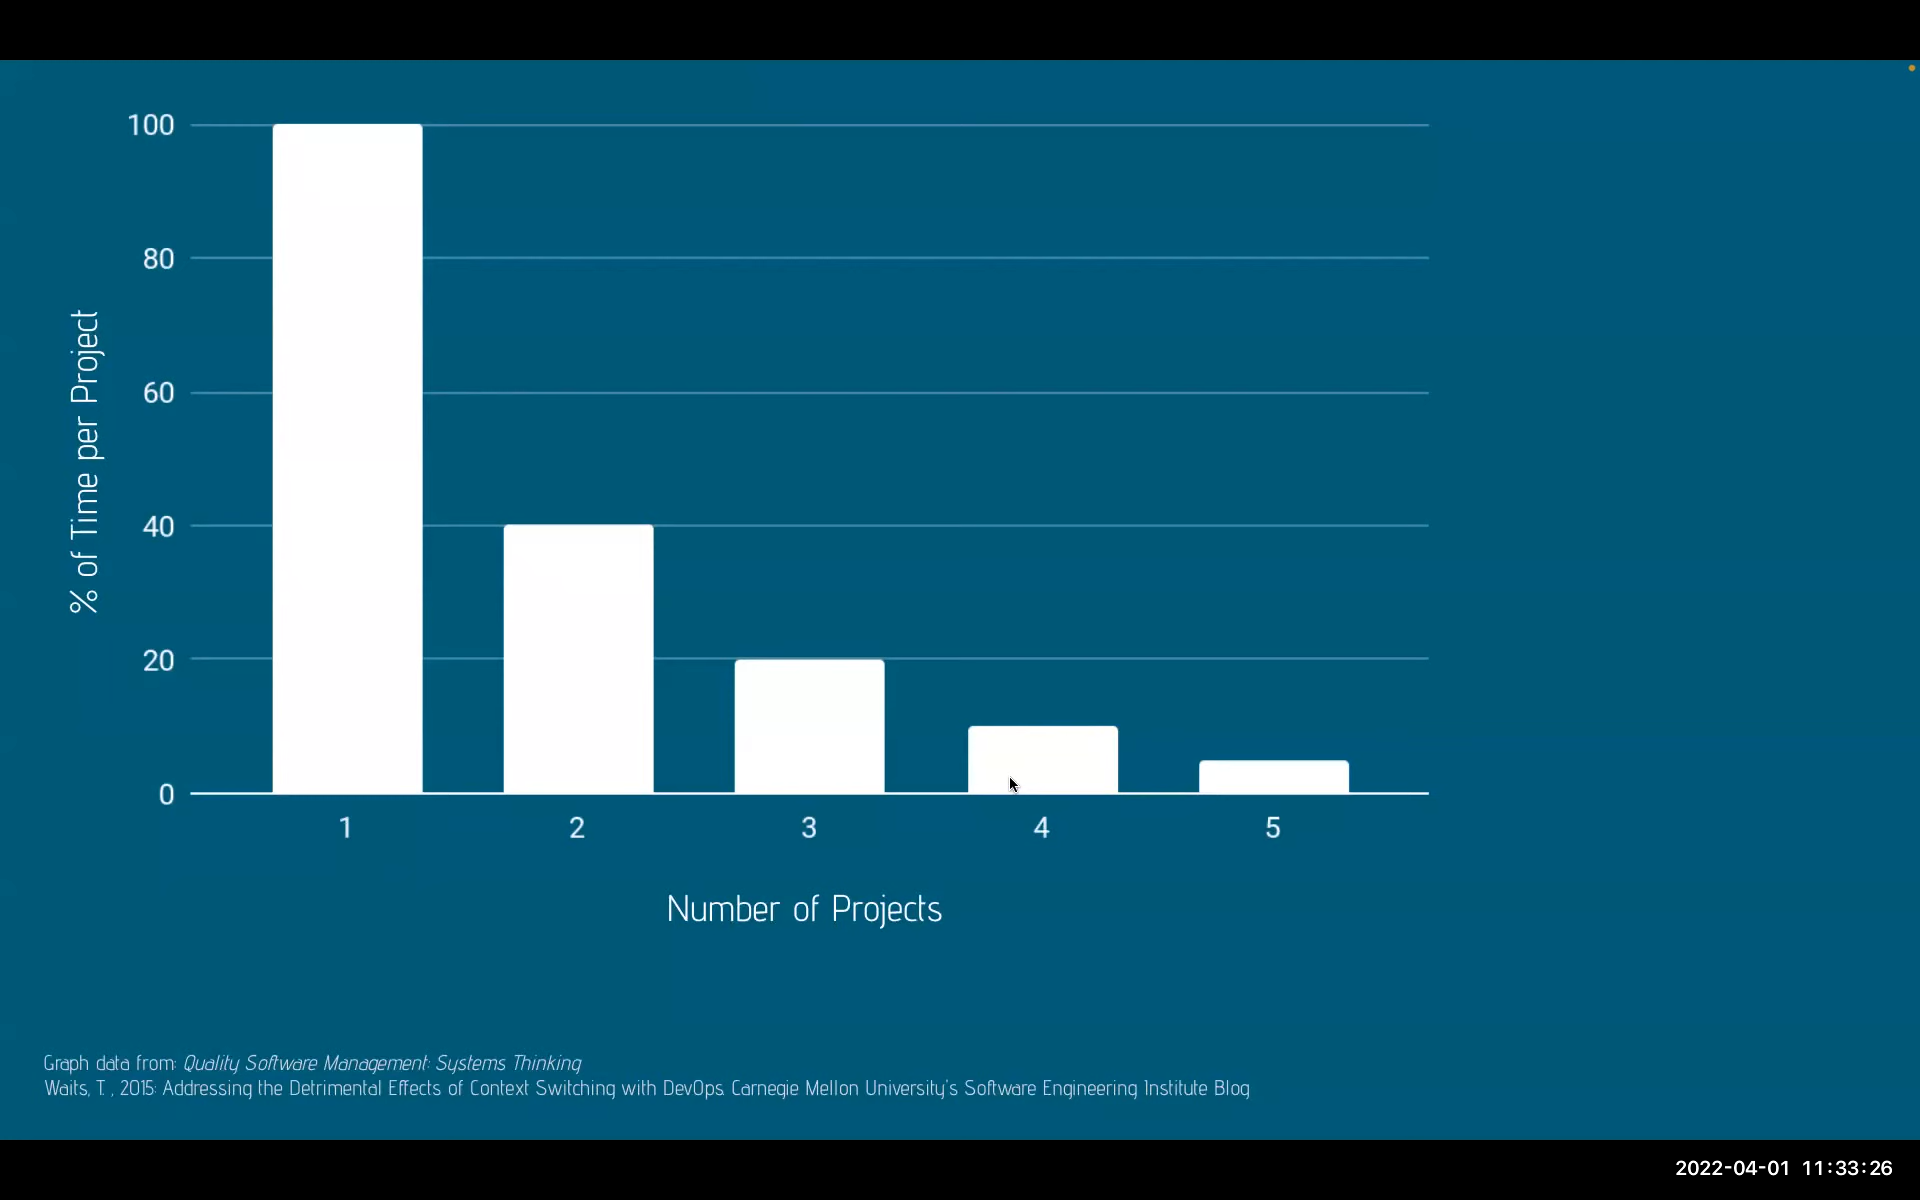 100
80
60
40
20
0
% of Time per Project
1 2 3 4 5
Number of Projects
Graph data from: Quality Software Management: Systems Thinking
Waits, T., 2015: Addressing the Detrimental Effects of Context Switching with DevOps. Carnegie Mellon University's Software Engineering Institute Blog
2022-04-01 11:33:26